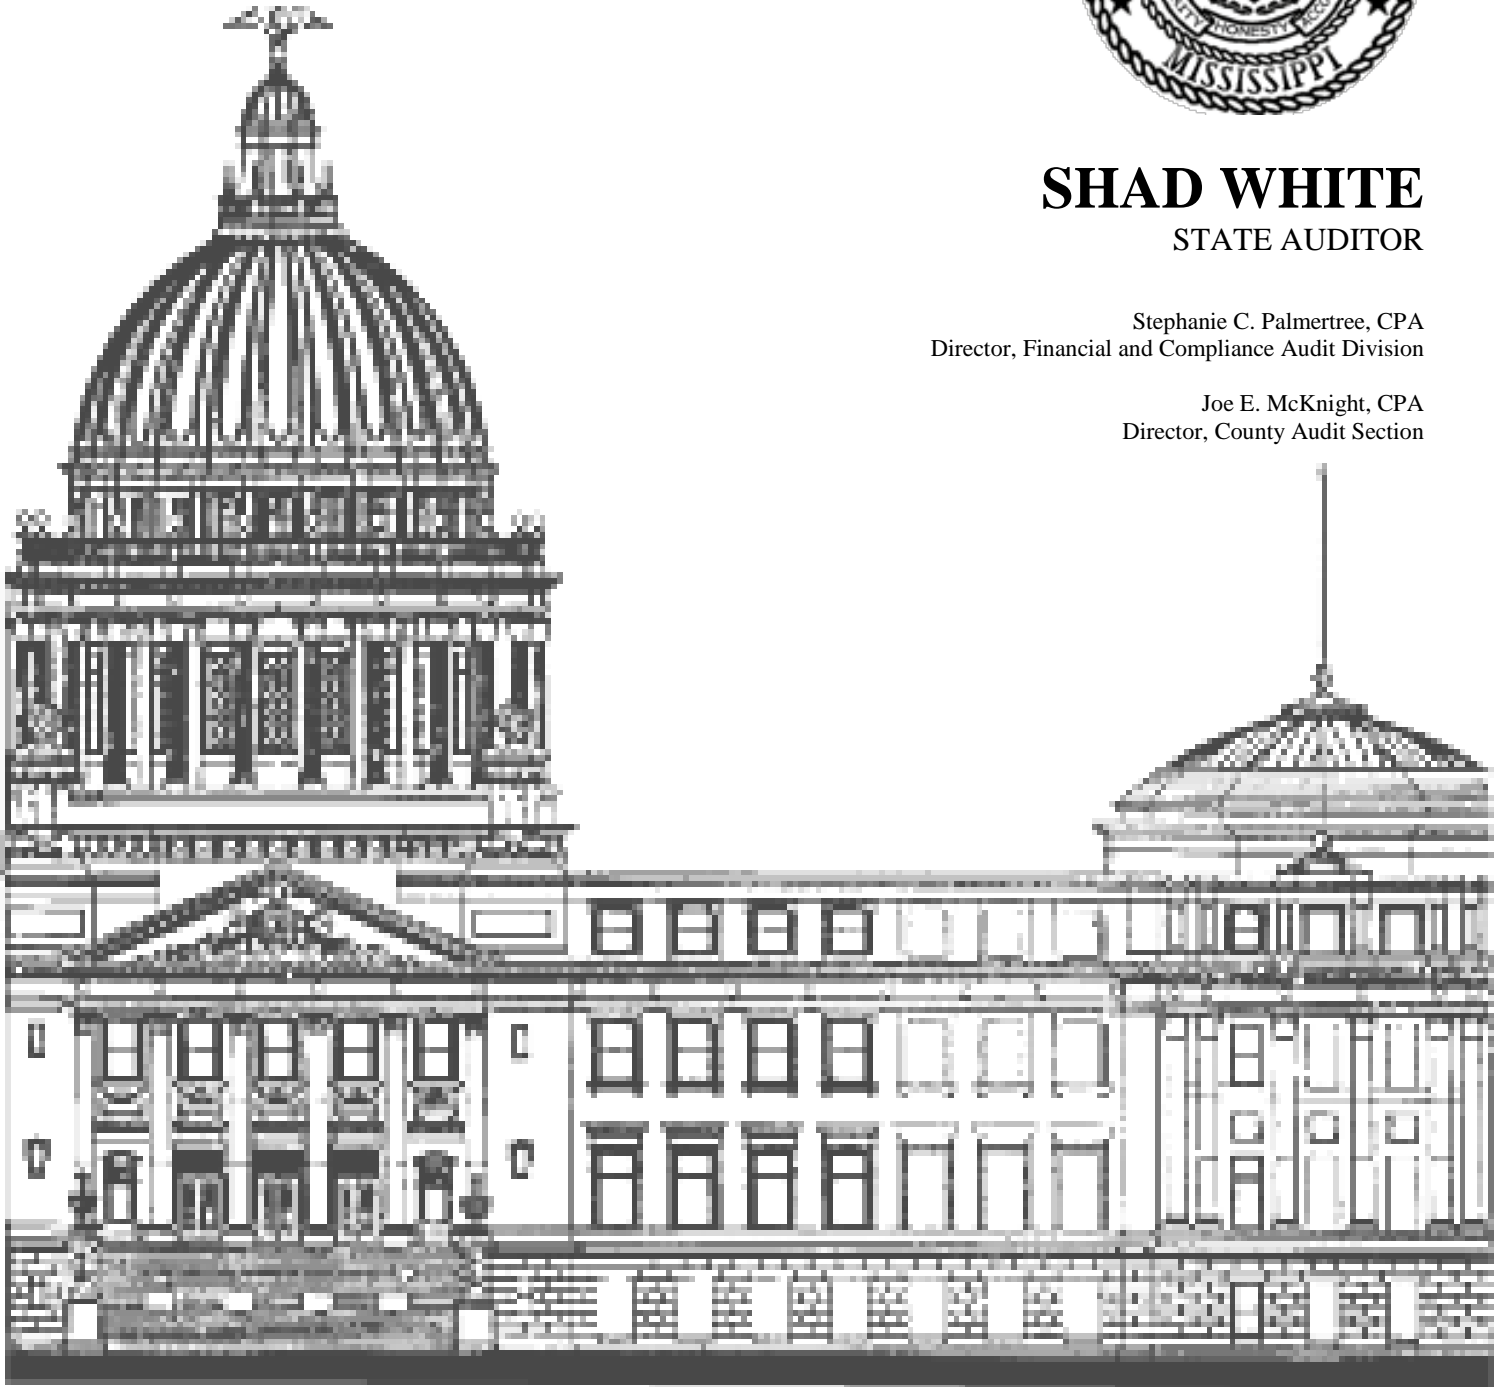 HONESTY
MISSISSIPPI
SHAD WHITE
STATE AUDITOR
Stephanie C. Palmertree, CPA
Director, Financial and Compliance Audit Division
Joe E. McKnight, CPA
Director, County Audit Section